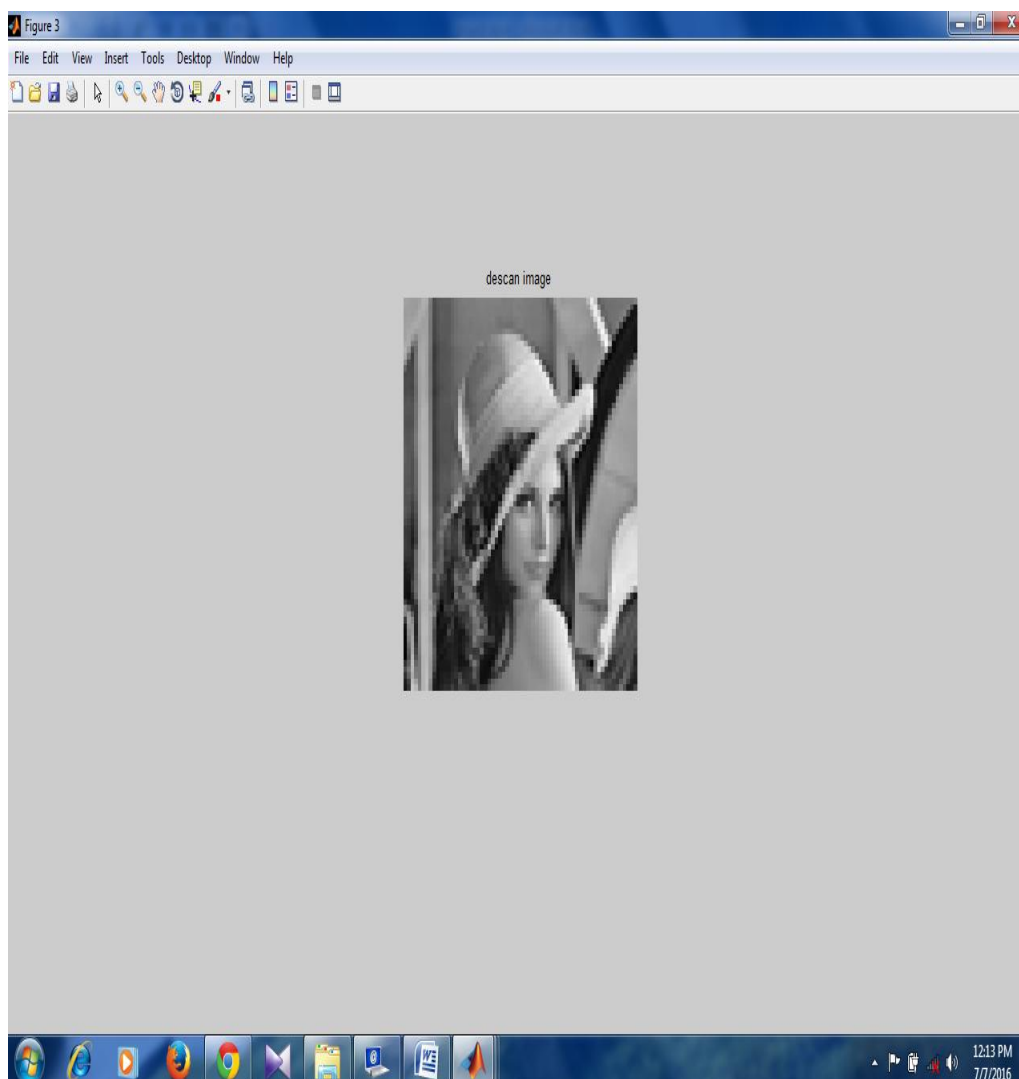 Figure 3
File Edit View Insert Tools Desktop Window Help
descan image
12:13 PM
7/7/2016